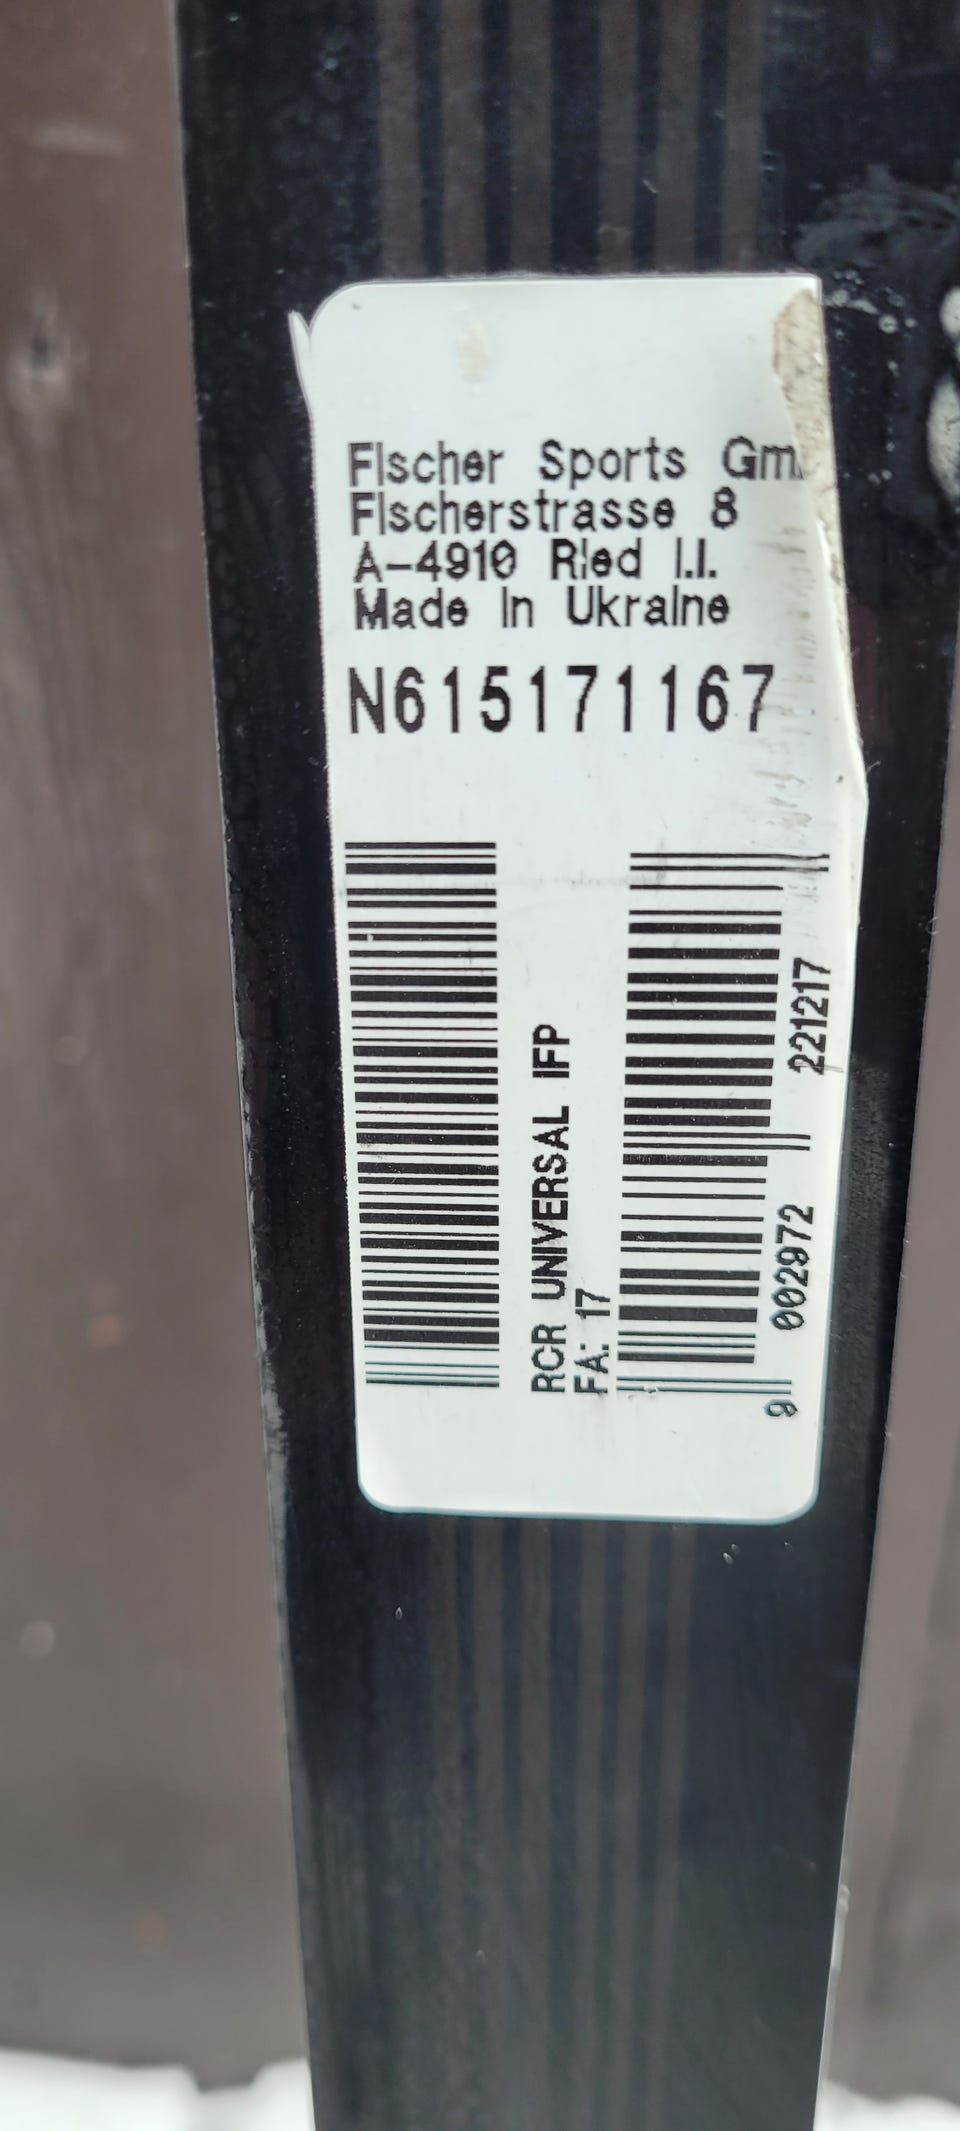 Fischer Sports Gm
Fischerstrasse 8
A-4910 Ried I.I.
Made in Ukraine
N615171167
RCR UNIVERSAL IFP
FA: 17
9 002972 221217